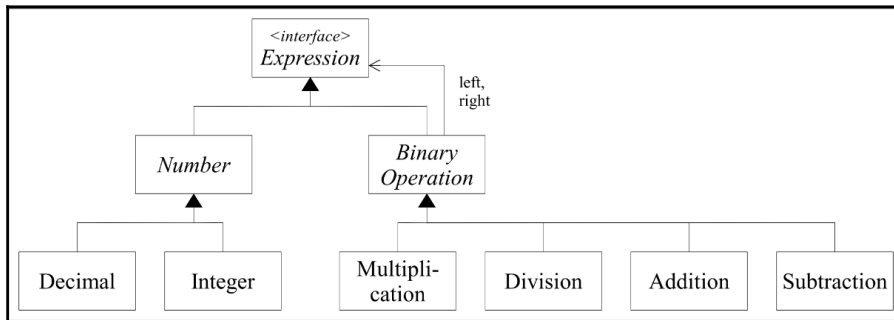 <interface>
Expression
left,
right
Number
Binary
Operation
Decimal
Integer
Multipli-
cation
Division
Addition
Subtraction